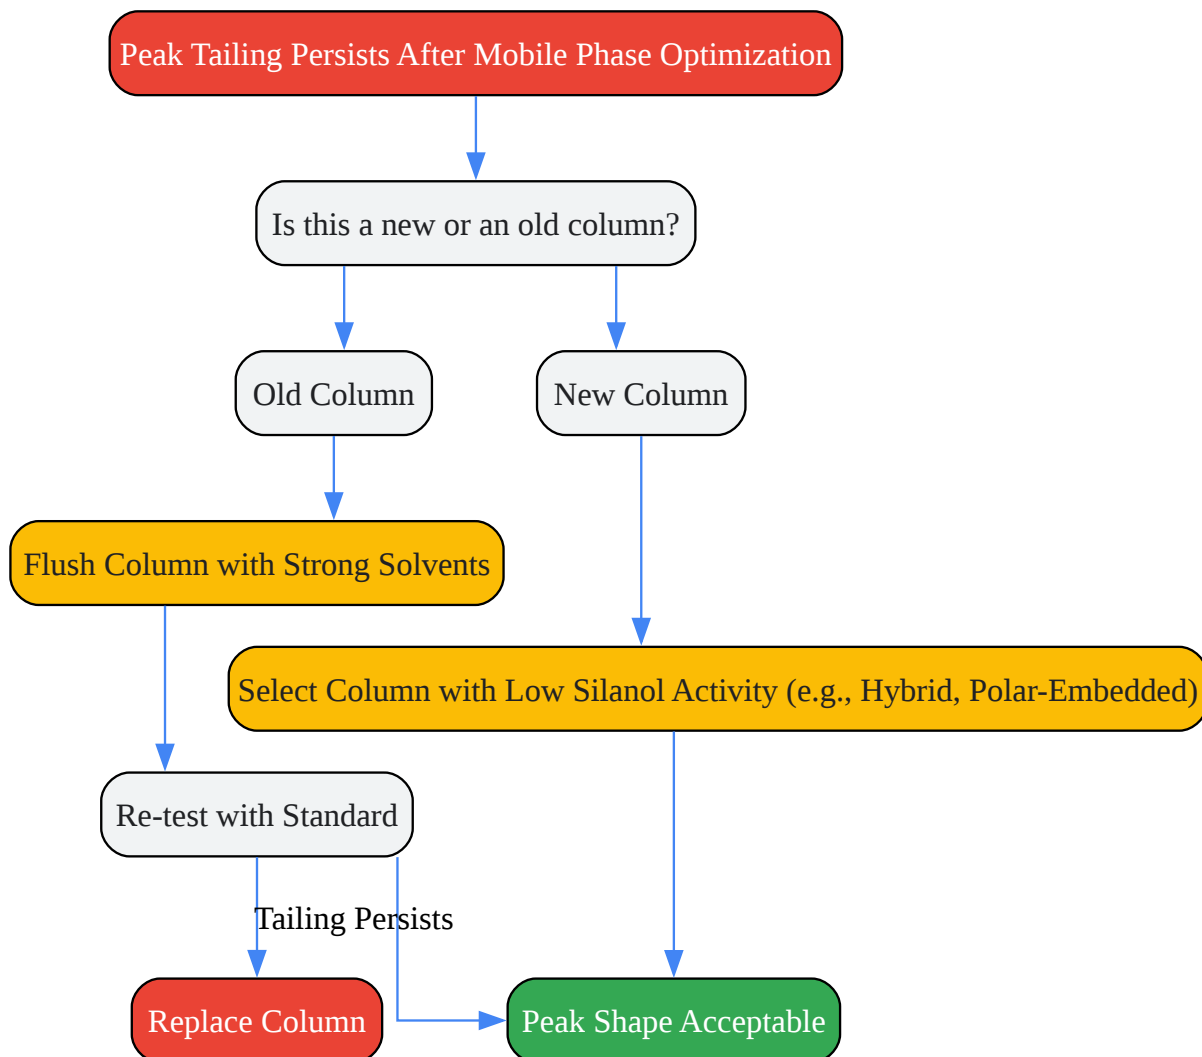 Peak Tailing Persists After Mobile Phase Optimization
Is this a new or an old column?
Old Column
New Column
Flush Column with Strong Solvents
Select Column with Low Silanol Activity (e.g., Hybrid, Polar-Embedded)
Re-test with Standard
Tailing Persists
Replace Column
Peak Shape Acceptable